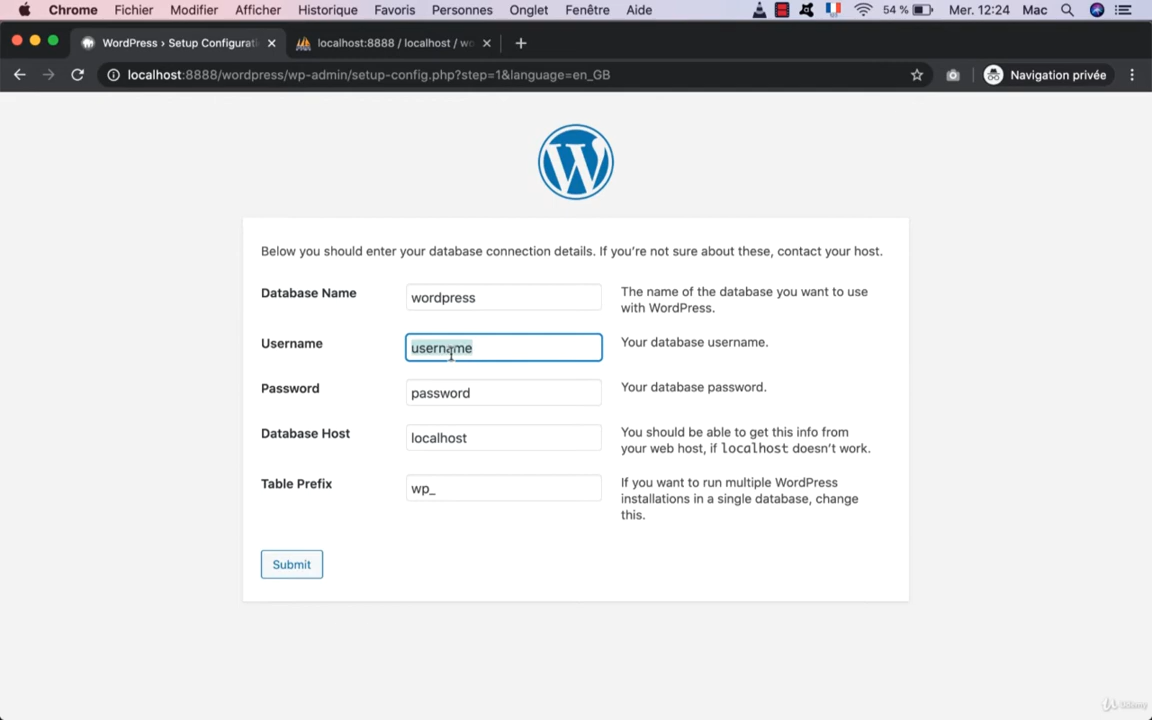 Chrome Fichier Modifier Afficher Historique Favoris Personnes Onglet Fenêtre Aide 54 % Mer. 12:24 Mac
WordPress › Setup Configurati
localhost:8888 / localhost / wo
localhost:8888/wordpress/wp-admin/setup-config.php?step=1&language=en_GB
Navigation privée
Below you should enter your database connection details. If you’re not sure about these, contact your host.
Database Name
wordpress
The name of the database you want to use
with WordPress.
Username
username
Your database username.
Password
password
Your database password.
Database Host
localhost
You should be able to get this info from
your web host, if localhost doesn’t work.
Table Prefix
wp_
If you want to run multiple WordPress
installations in a single database, change
this.
Submit
Udemy